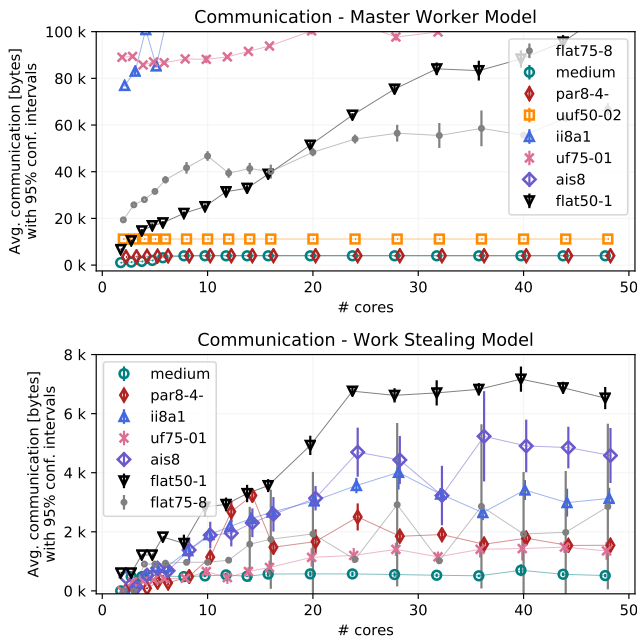 Communication - Master Worker Model
Avg. communication [bytes]
with 95% conf. intervals
100 k
80 k
60 k
40 k
20 k
0 k
flat75-8
medium
par8-4-
uuf50-02
ii8a1
uf75-01
ais8
flat50-1
0 10 20 30 40 50
# cores
Communication - Work Stealing Model
Avg. communication [bytes]
with 95% conf. intervals
8 k
6 k
4 k
2 k
0 k
medium
par8-4-
ii8a1
uf75-01
ais8
flat50-1
flat75-8
0 10 20 30 40 50
# cores